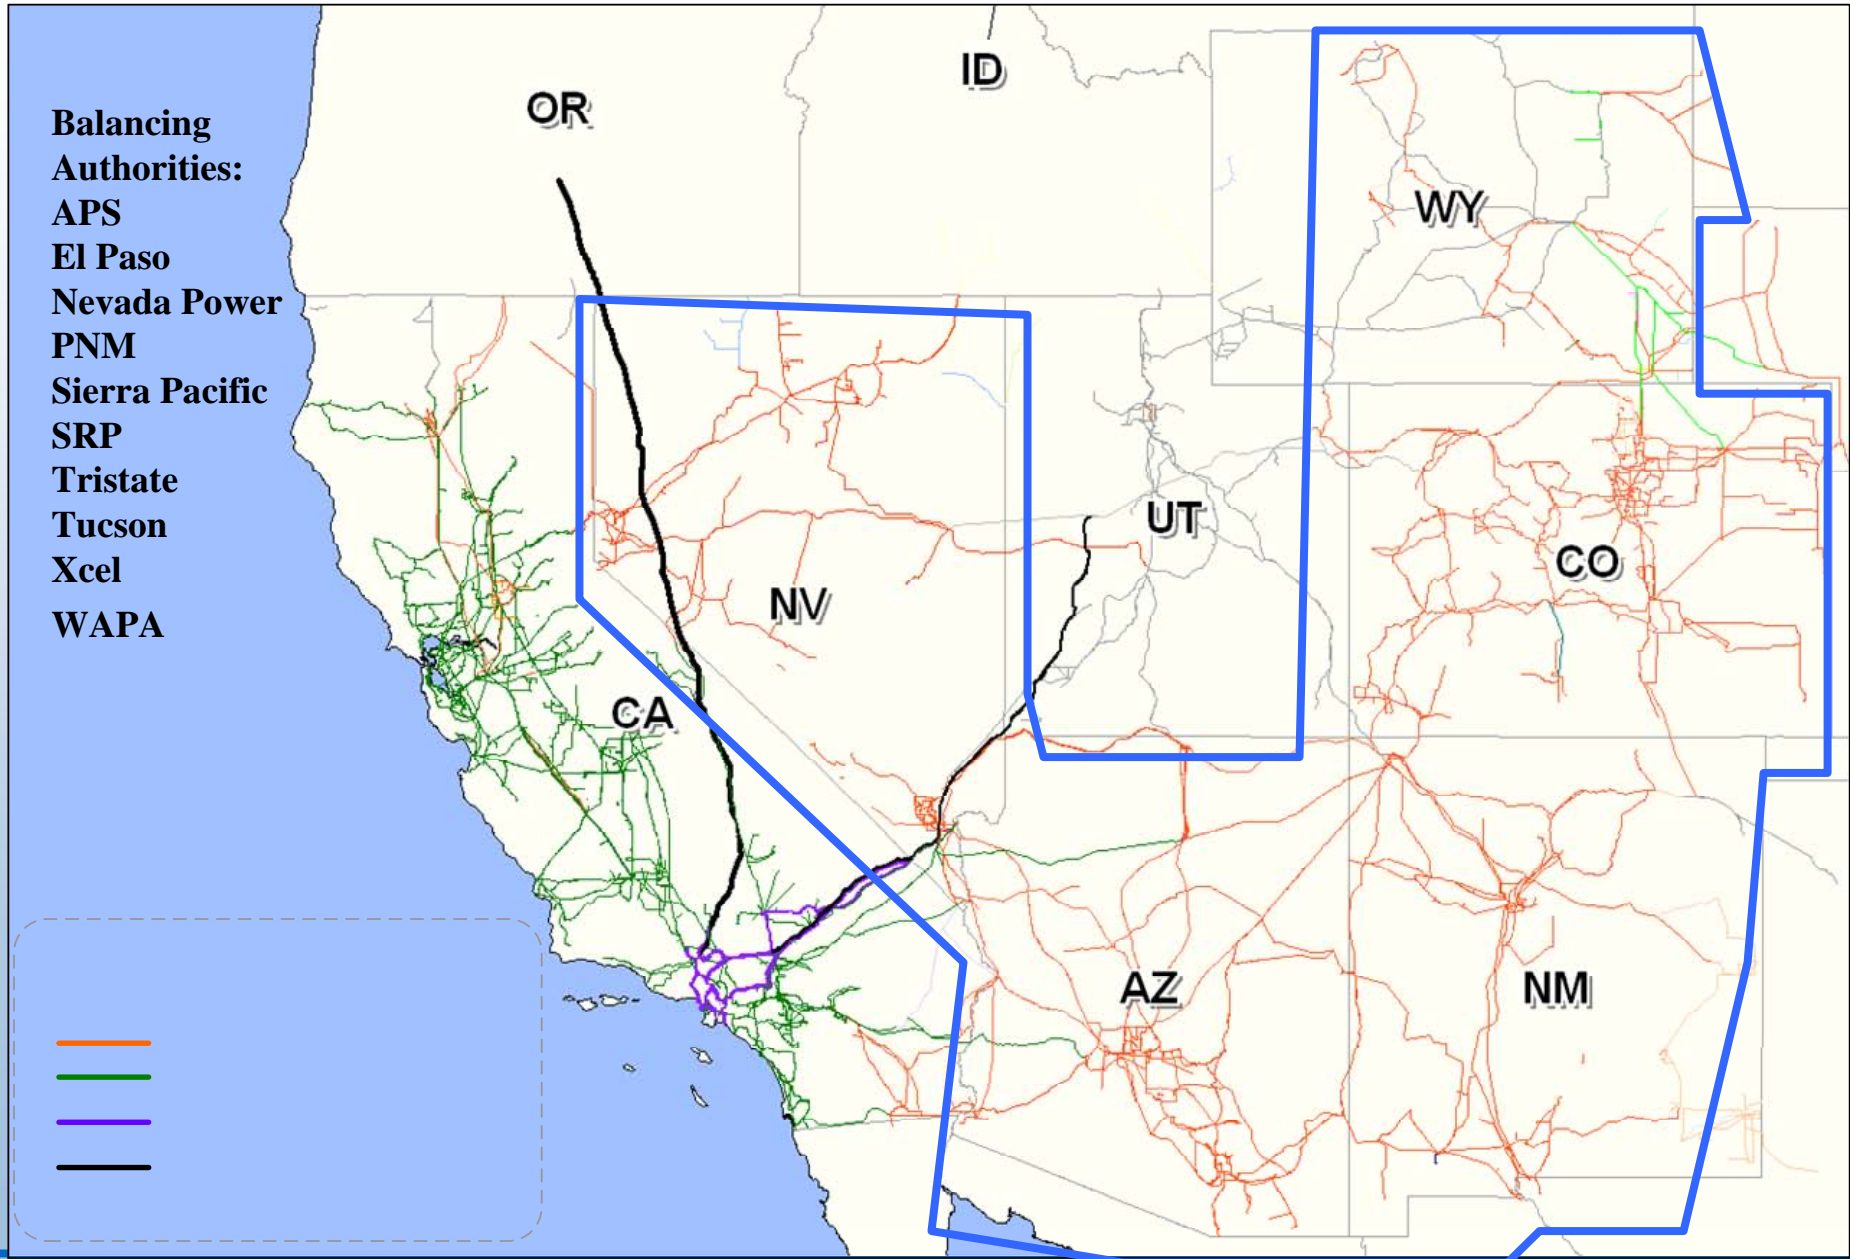 Balancing
Authorities:
APS
El Paso
Nevada Power
PNM
Sierra Pacific
SRP
Tristate
Tucson
Xcel
WAPA
OR
ID
WY
NV
UT
CO
CA
AZ
NM